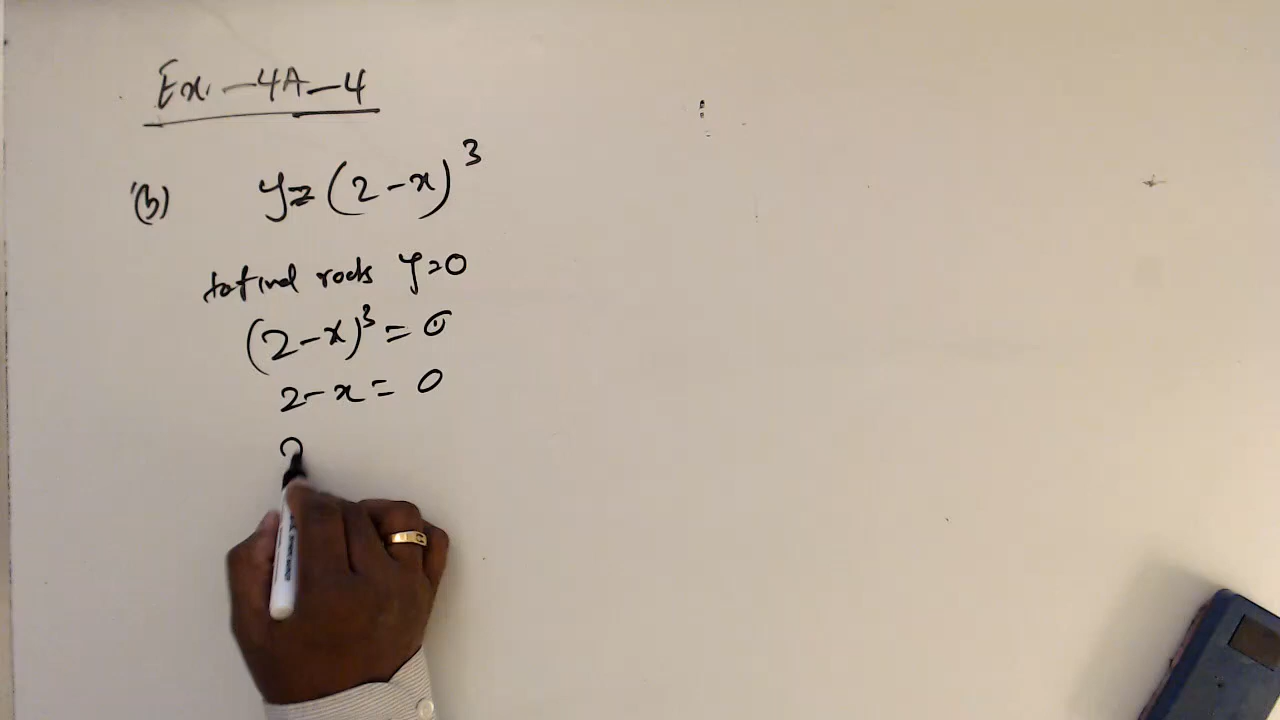 Ex. - 4A - 4
(b) y = (2 - x)^3
to find roots y = 0
(2 - x)^3 = 0
2 - x = 0
2